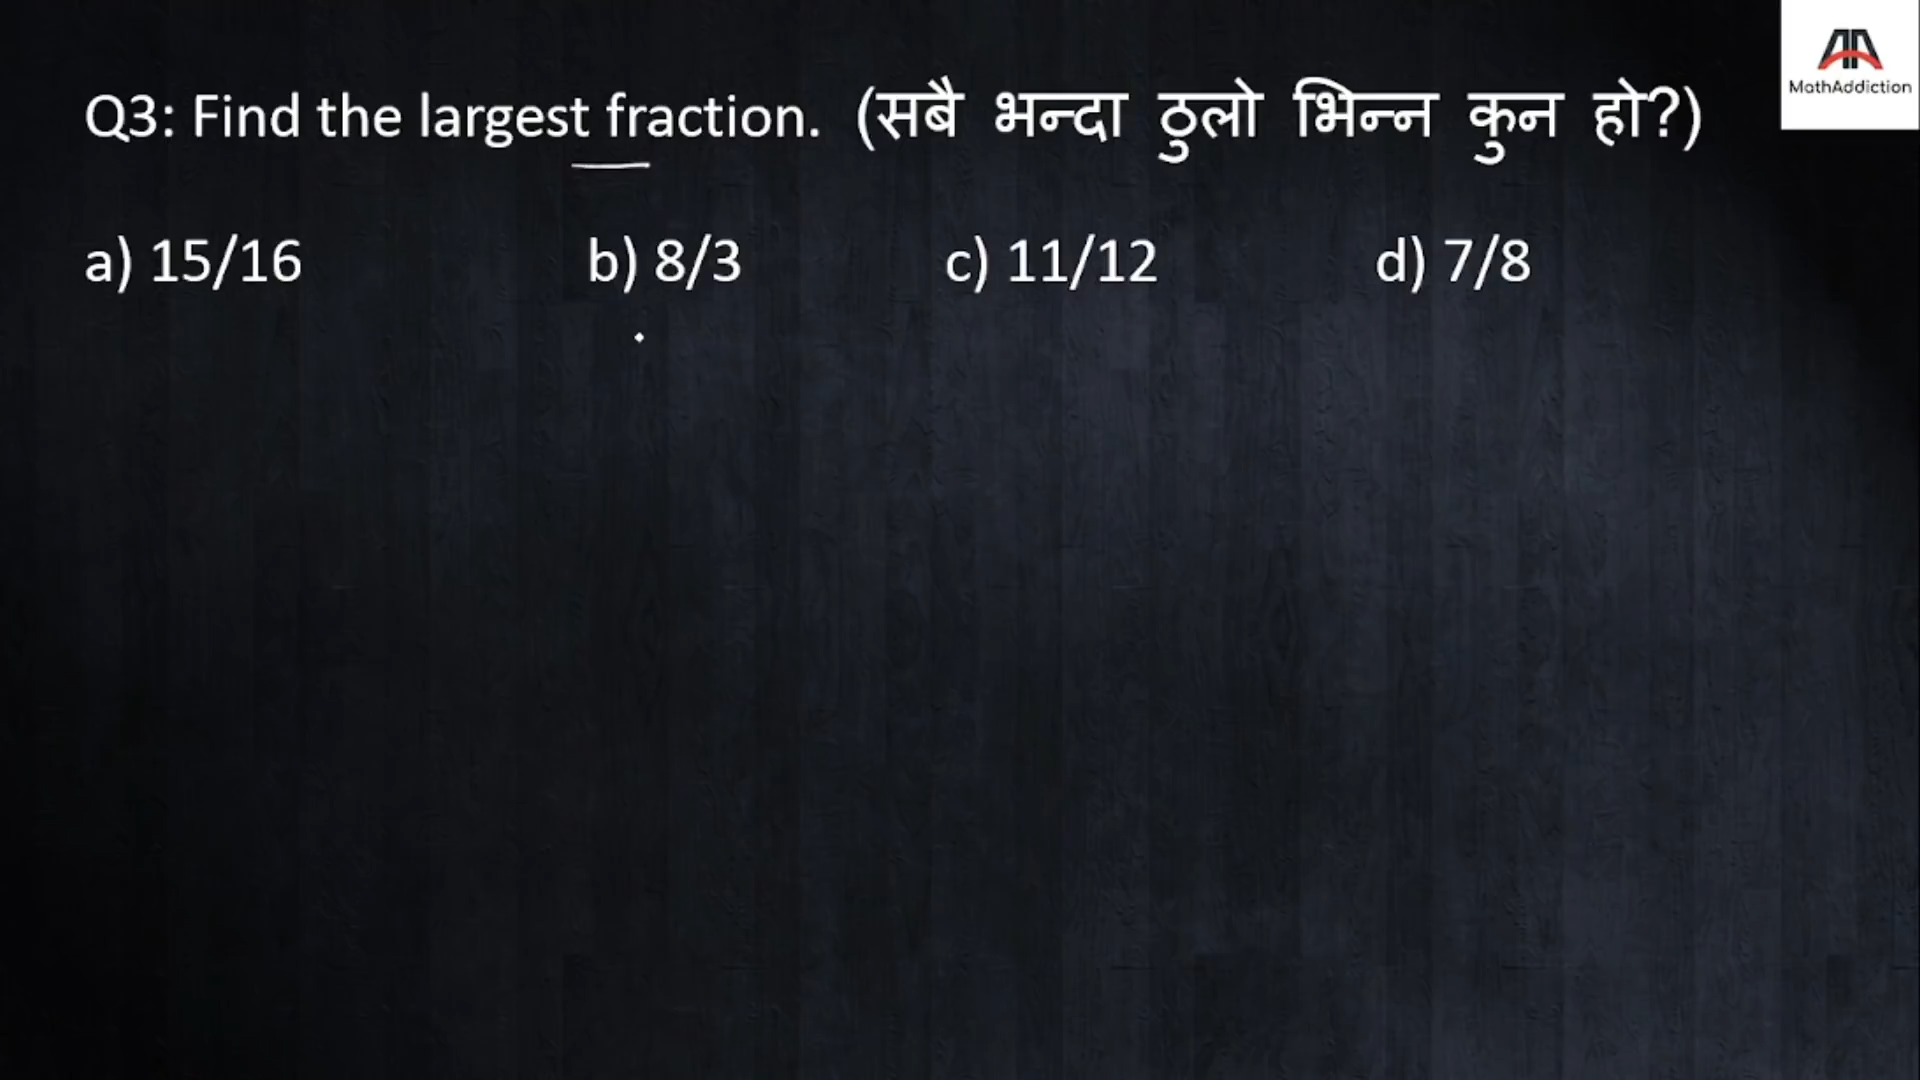 MathAddiction
Q3: Find the largest fraction. (सबै भन्दा ठुलो भिन्न कुन हो?)
a) 15/16 b) 8/3 c) 11/12 d) 7/8